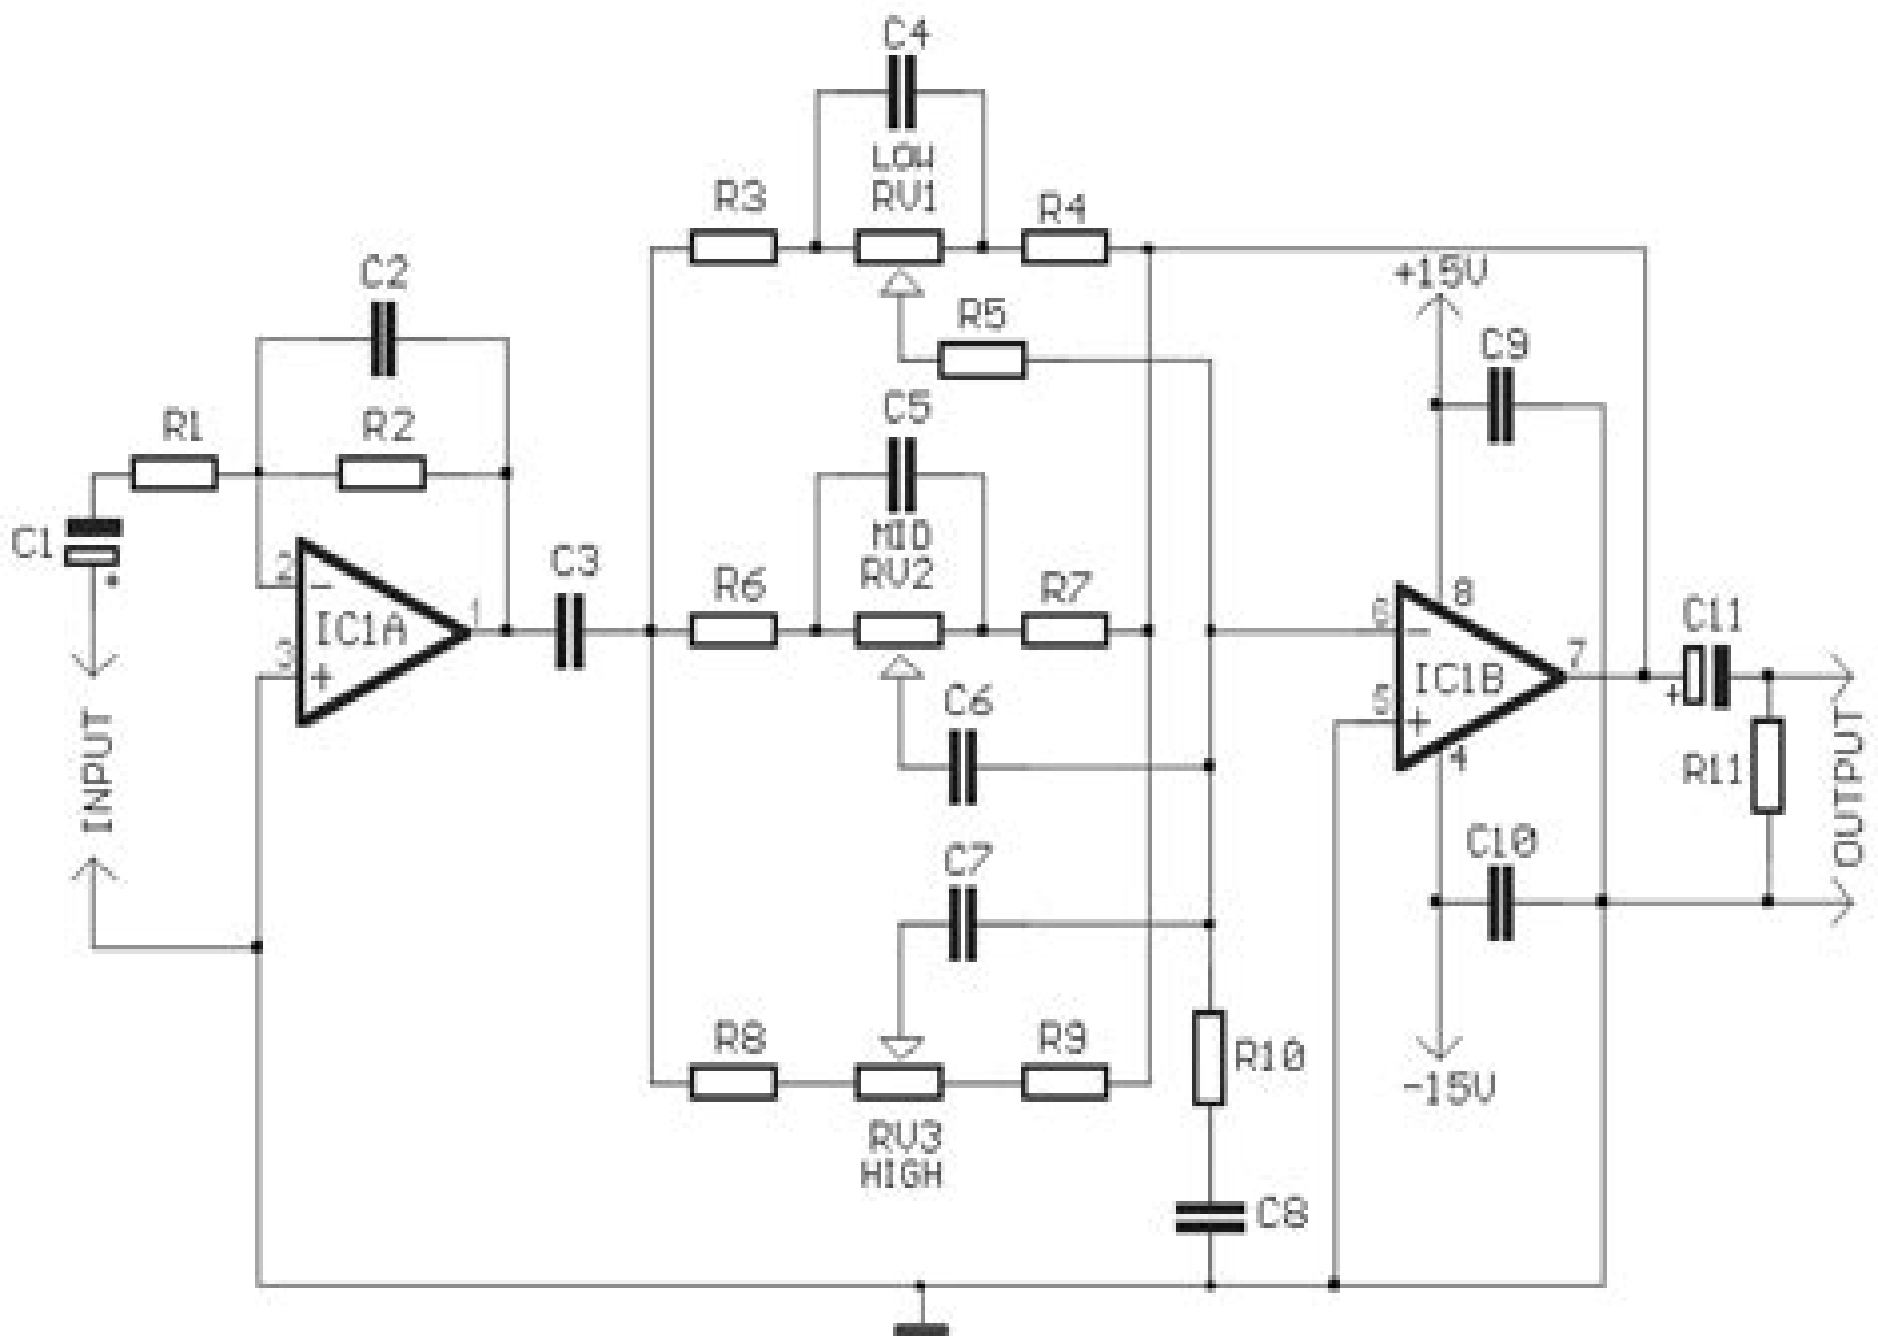 C4
LOW
RV1
R3
R4
C2
+15V
R5
C9
C5
R1
R2
MID
RV2
C1
C3
R6
R7
2
-
1
IC1A
3
+
8
C11
6
-
7
IC1B
5
+
4
+
C6
R11
INPUT
OUTPUT
C10
C7
R8
R9
R10
-15V
RV3
HIGH
C8